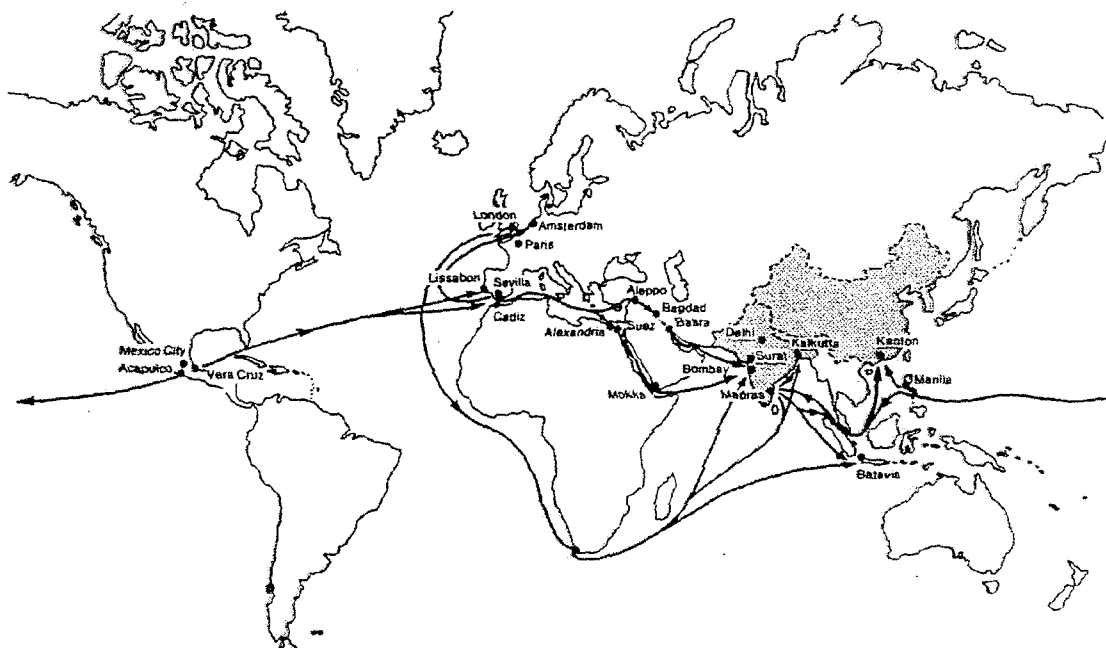 London
Amsterdam
Paris
Lissabon
Sevilla
Cadiz
Aleppo
Bagdad
Basra
Alexandria
Suez
Delhi
Kalkutta
Kanton
Surat
Bombay
Mexico City
Acapulco
Vera Cruz
Mokka
Madras
Manila
Batavia